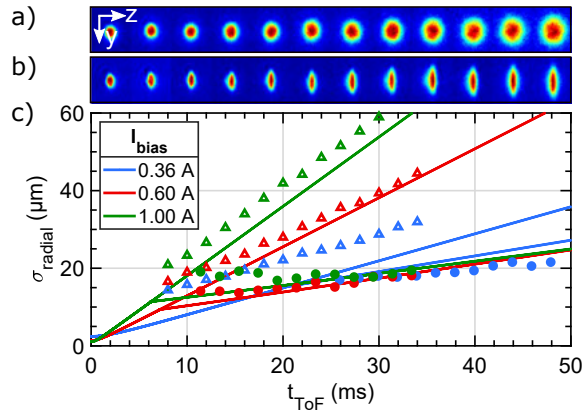 a)
z
y
b)
c)
60
40
20
0
σradial (μm)
Ibias
0.36 A
0.60 A
1.00 A
0 10 20 30 40 50
tToF (ms)